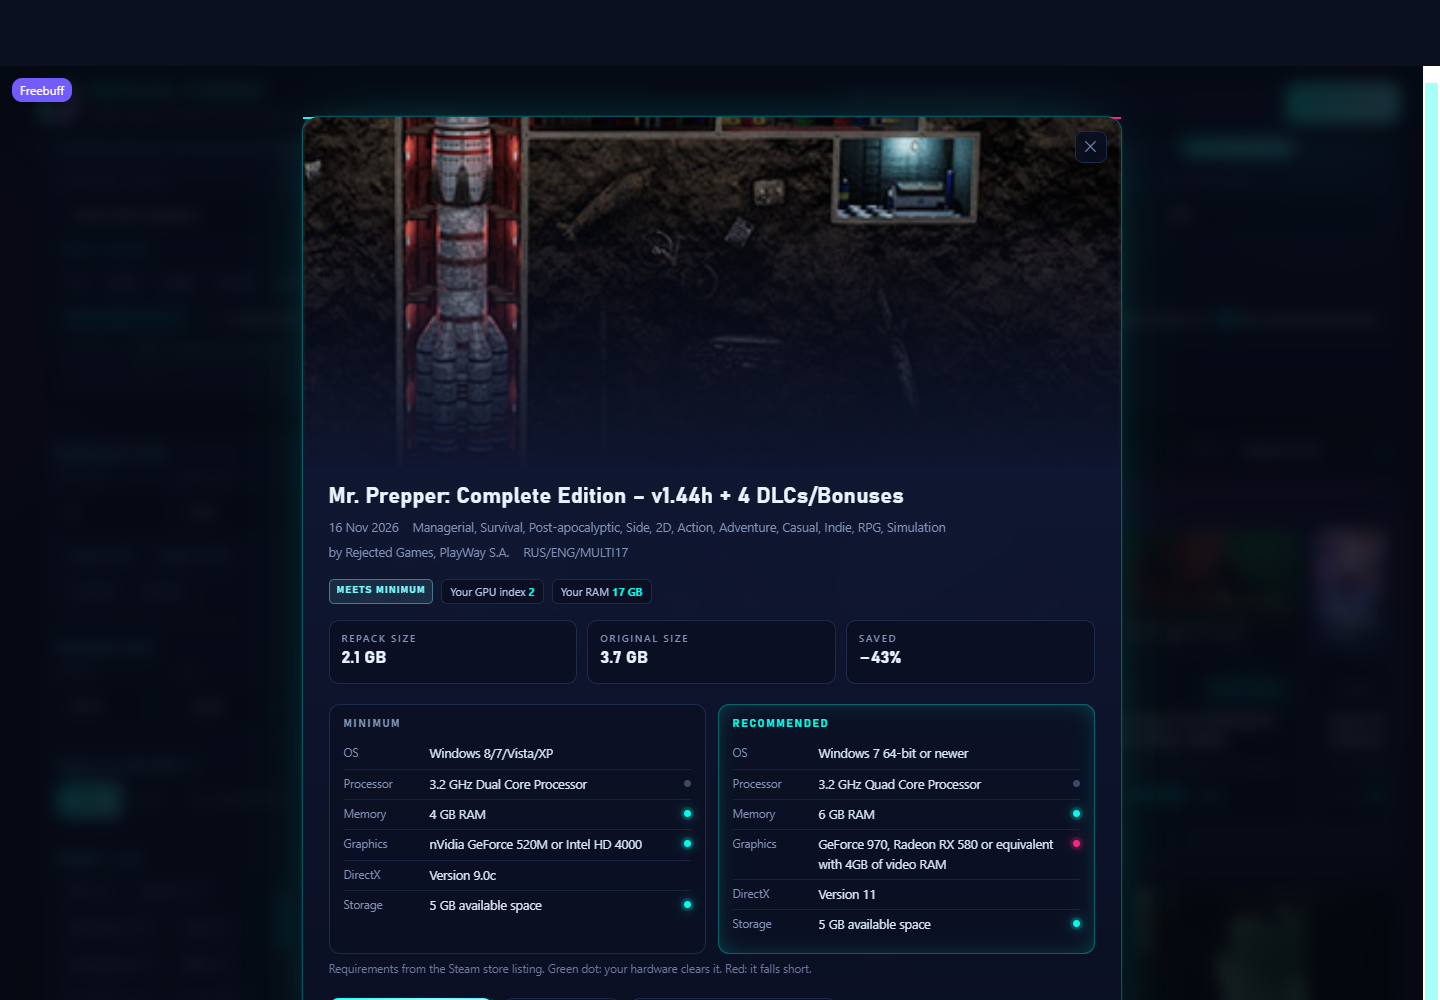 Freebuff
Mr. Prepper: Complete Edition – v1.44h + 4 DLCs/Bonuses
16 Nov 2026 Managerial, Survival, Post-apocalyptic, Side, 2D, Action, Adventure, Casual, Indie, RPG, Simulation
by Rejected Games, PlayWay S.A. RUS/ENG/MULTI17
MEETS MINIMUM Your GPU index 2 Your RAM 17 GB
REPACK SIZE
2.1 GB
ORIGINAL SIZE
3.7 GB
SAVED
–43%
MINIMUM
OS Windows 8/7/Vista/XP
Processor 3.2 GHz Dual Core Processor
Memory 4 GB RAM
Graphics nVidia GeForce 520M or Intel HD 4000
DirectX Version 9.0c
Storage 5 GB available space
RECOMMENDED
OS Windows 7 64-bit or newer
Processor 3.2 GHz Quad Core Processor
Memory 6 GB RAM
Graphics GeForce 970, Radeon RX 580 or equivalent
with 4GB of video RAM
DirectX Version 11
Storage 5 GB available space
Requirements from the Steam store listing. Green dot: your hardware clears it. Red: it falls short.